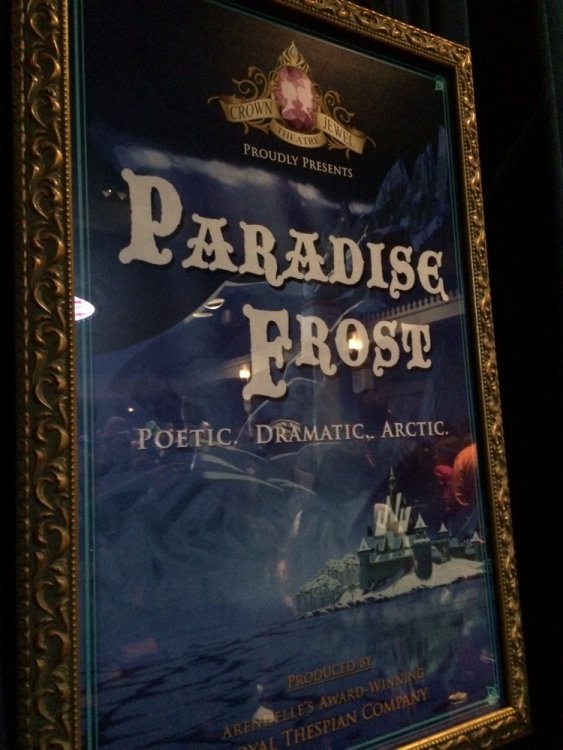 CROWN JEWEL
THEATRE
PROUDLY PRESENTS
PARADISE
FROST
POETIC. DRAMATIC. ARCTIC.
PRODUCED BY
ARENDELLE'S AWARD-WINNING
ROYAL THESPIAN COMPANY